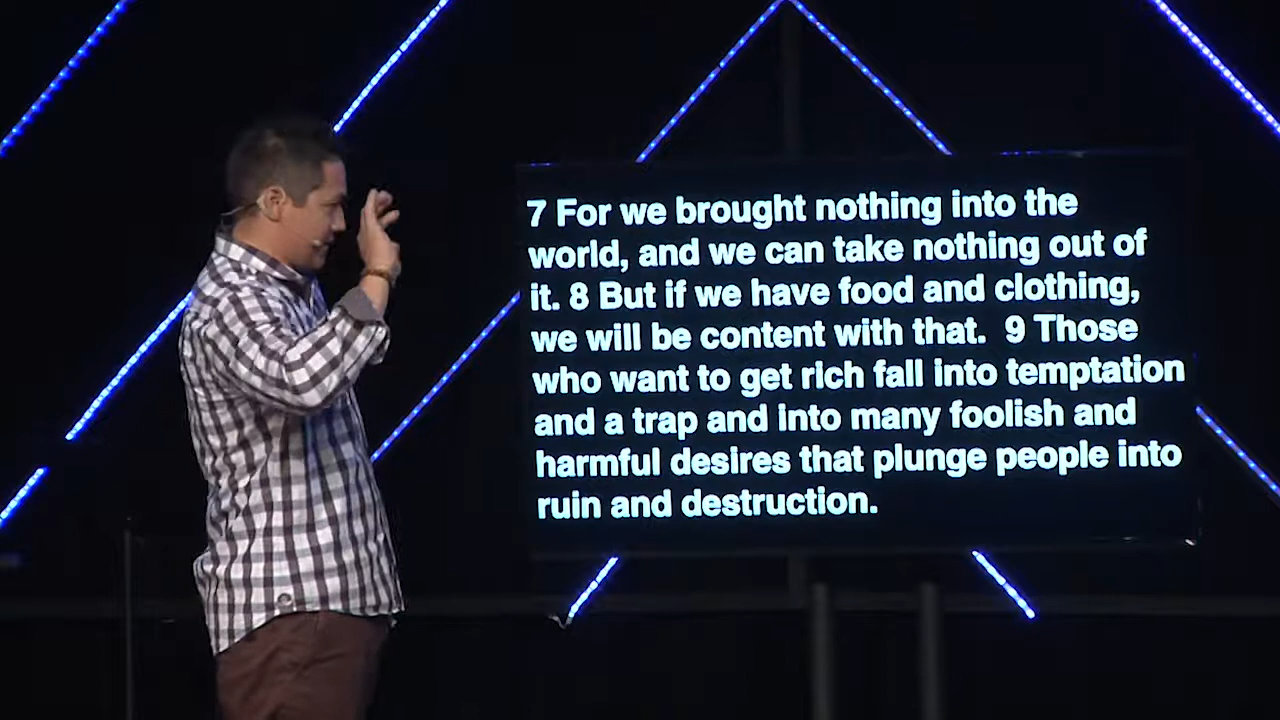 7 For we brought nothing into the
world, and we can take nothing out of
it. 8 But if we have food and clothing,
we will be content with that.  9 Those
who want to get rich fall into temptation
and a trap and into many foolish and
harmful desires that plunge people into
ruin and destruction.